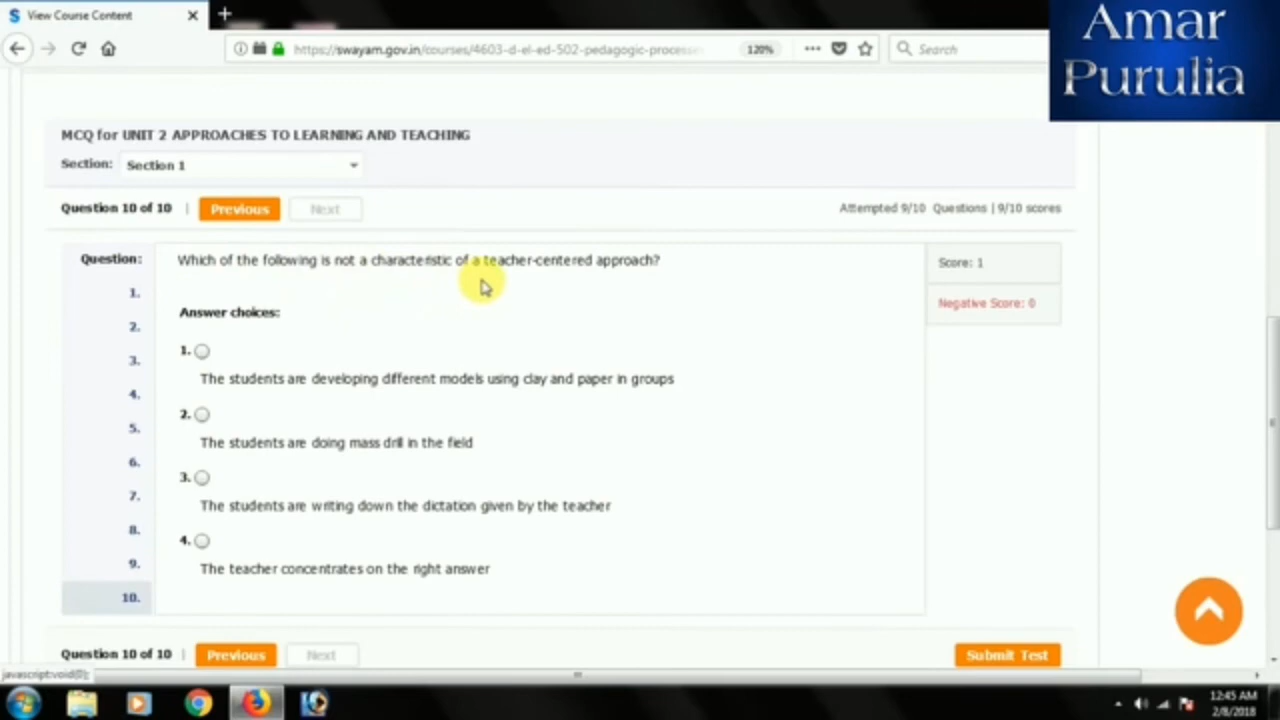 View Course Content
Amar
Purulia
https://swayam.gov.in/courses/4603-d-el-ed-502-pedagogic-processe
120%
Search
MCQ for UNIT 2 APPROACHES TO LEARNING AND TEACHING
Section: Section 1
Question 10 of 10 | Previous Next Attempted 9/10 Questions | 9/10 scores
Question: Which of the following is not a characteristic of a teacher-centered approach? Score: 1
1.
Negative Score: 0
2.
3.
4.
5.
6.
7.
8.
9.
10.
Answer choices:
1.
The students are developing different models using clay and paper in groups
2.
The students are doing mass drill in the field
3.
The students are writing down the dictation given by the teacher
4.
The teacher concentrates on the right answer
Question 10 of 10 | Previous Next Submit Test
javascript:void(0);
12:45 AM
2/8/2018